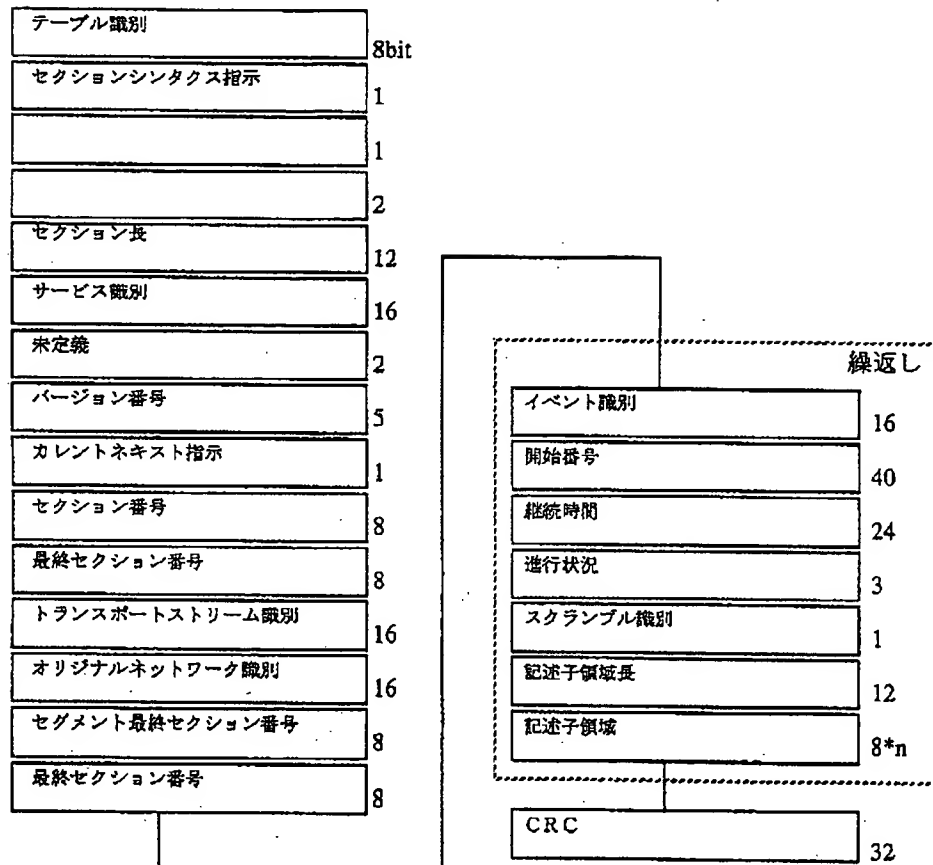 テーブル識別
8bit
セクションシンタクス指示
1
1
2
セクション長
12
サービス識別
16
未定義
2
バージョン番号
5
カレントネキスト指示
1
セクション番号
8
最終セクション番号
8
トランスポートストリーム識別
16
オリジナルネットワーク識別
16
セグメント最終セクション番号
8
最終セクション番号
8
繰返し
イベント識別
16
開始番号
40
継続時間
24
進行状況
3
スクランブル識別
1
記述子領域長
12
記述子領域
8*n
CRC
32